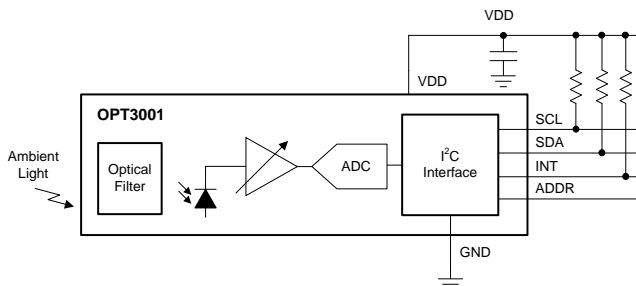 VDD
VDD
OPT3001
SCL
SDA
INT
ADDR
Ambient
Light
Optical
Filter
ADC
I²C
Interface
GND